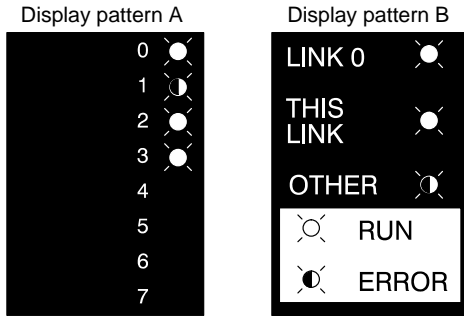 Display pattern A
0
1
2
3
4
5
6
7
Display pattern B
LINK 0
THIS
LINK
OTHER
RUN
ERROR